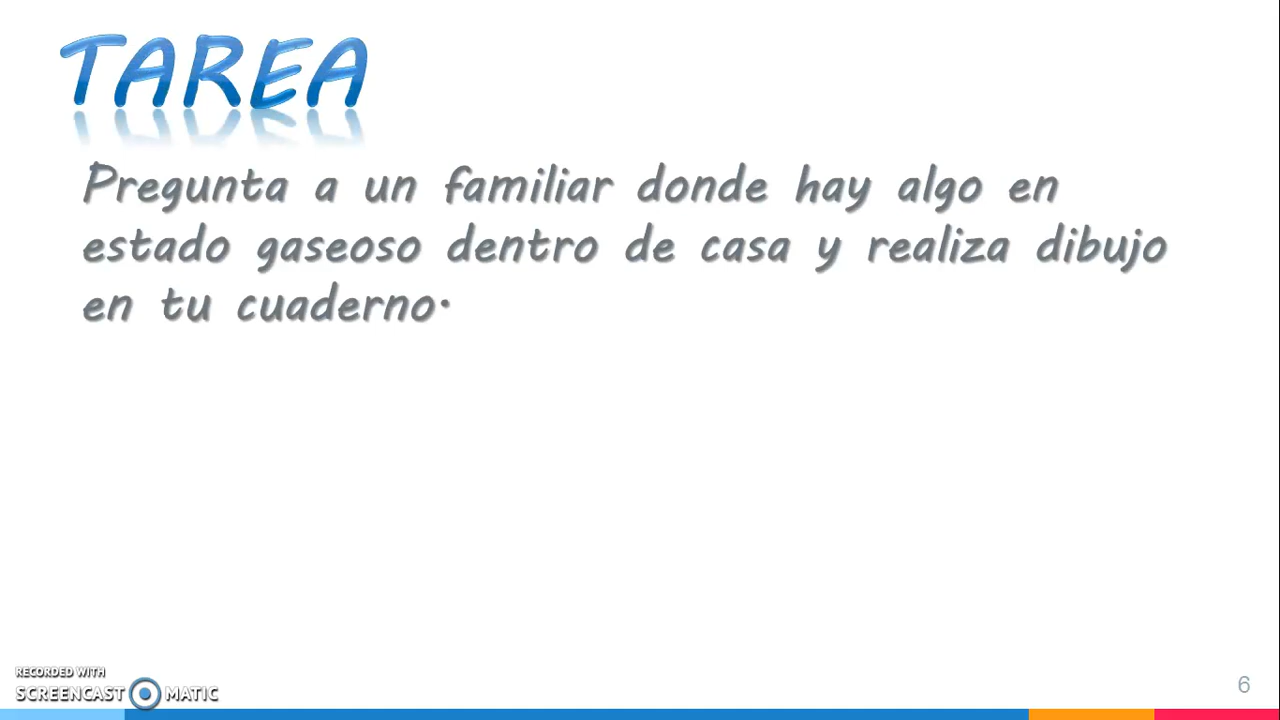 TAREA
Pregunta a un familiar donde hay algo en
estado gaseoso dentro de casa y realiza dibujo
en tu cuaderno.
RECORDED WITH
SCREENCAST MATIC
6